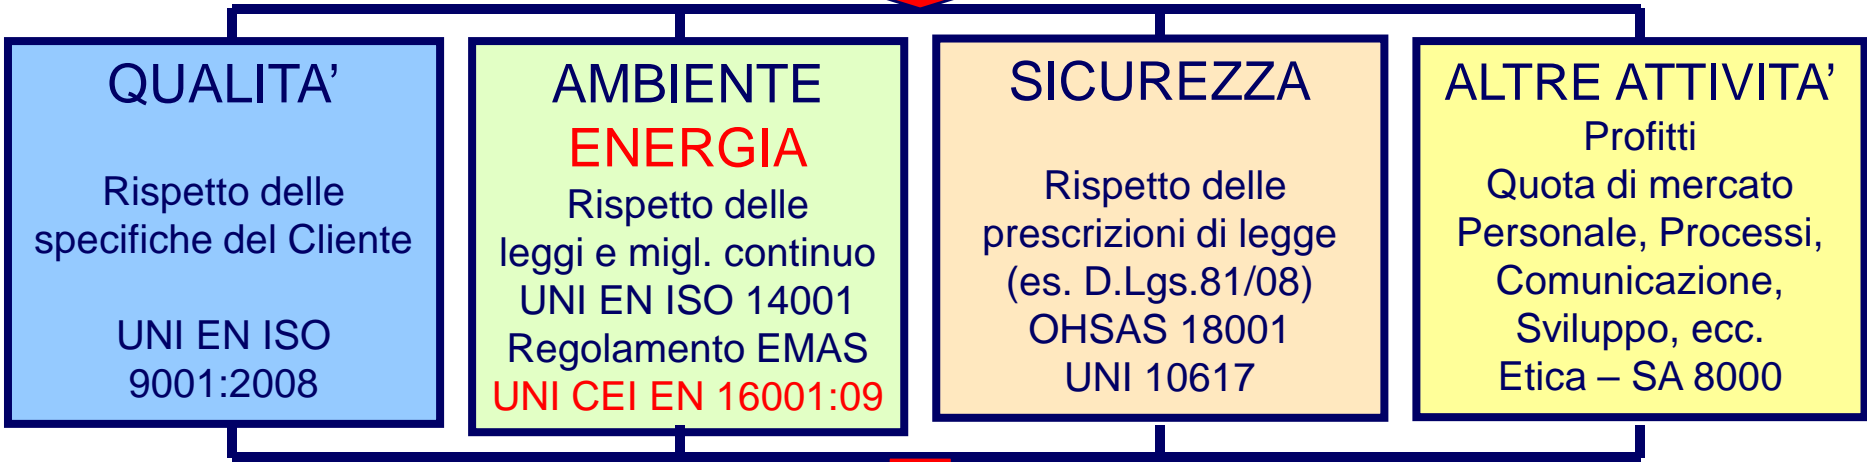 QUALITA’
Rispetto delle
specifiche del Cliente
UNI EN ISO
9001:2008
AMBIENTE
ENERGIA
Rispetto delle
leggi e migl. continuo
UNI EN ISO 14001
Regolamento EMAS
UNI CEI EN 16001:09
SICUREZZA
Rispetto delle
prescrizioni di legge
(es. D.Lgs.81/08)
OHSAS 18001
UNI 10617
ALTRE ATTIVITA’
Profitti
Quota di mercato
Personale, Processi,
Comunicazione,
Sviluppo, ecc.
Etica – SA 8000